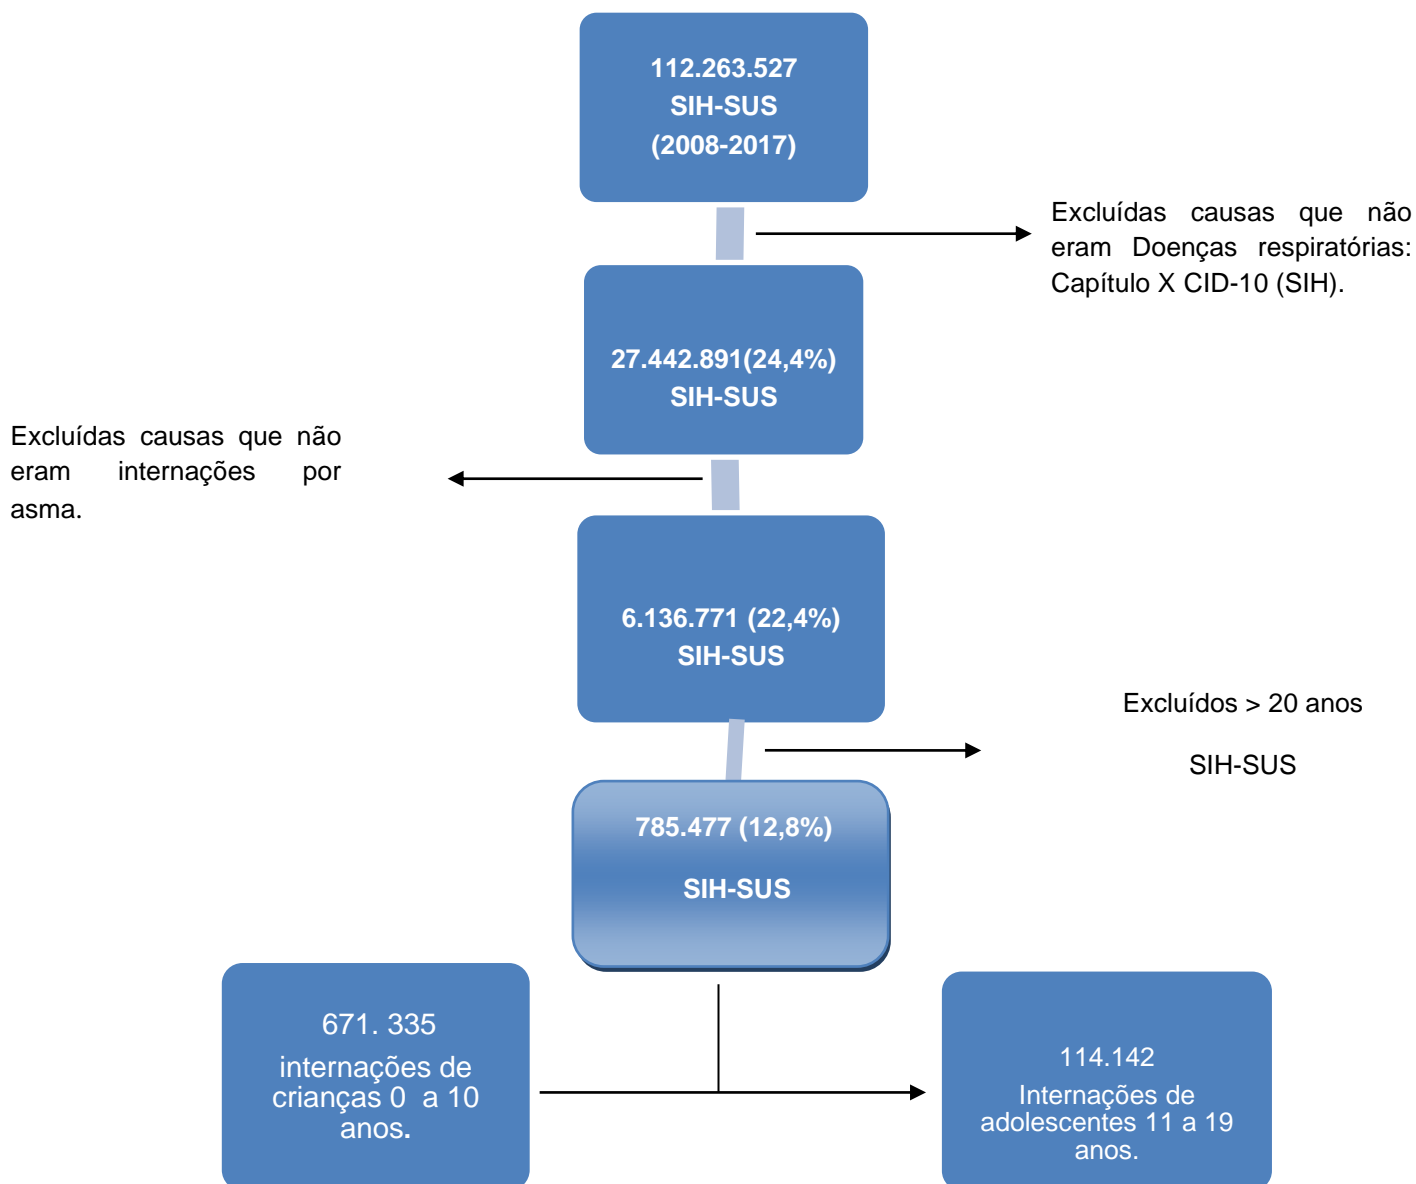 112.263.527
SIH-SUS
(2008-2017)
Excluídas causas que não
eram Doenças respiratórias:
Capítulo X CID-10 (SIH).
27.442.891(24,4%)
SIH-SUS
Excluídas causas que não
eram internações por
asma.
6.136.771 (22,4%)
SIH-SUS
Excluídos > 20 anos
SIH-SUS
785.477 (12,8%)
SIH-SUS
671. 335
internações de
crianças 0 a 10
anos.
114.142
Internações de
adolescentes 11 a 19
anos.